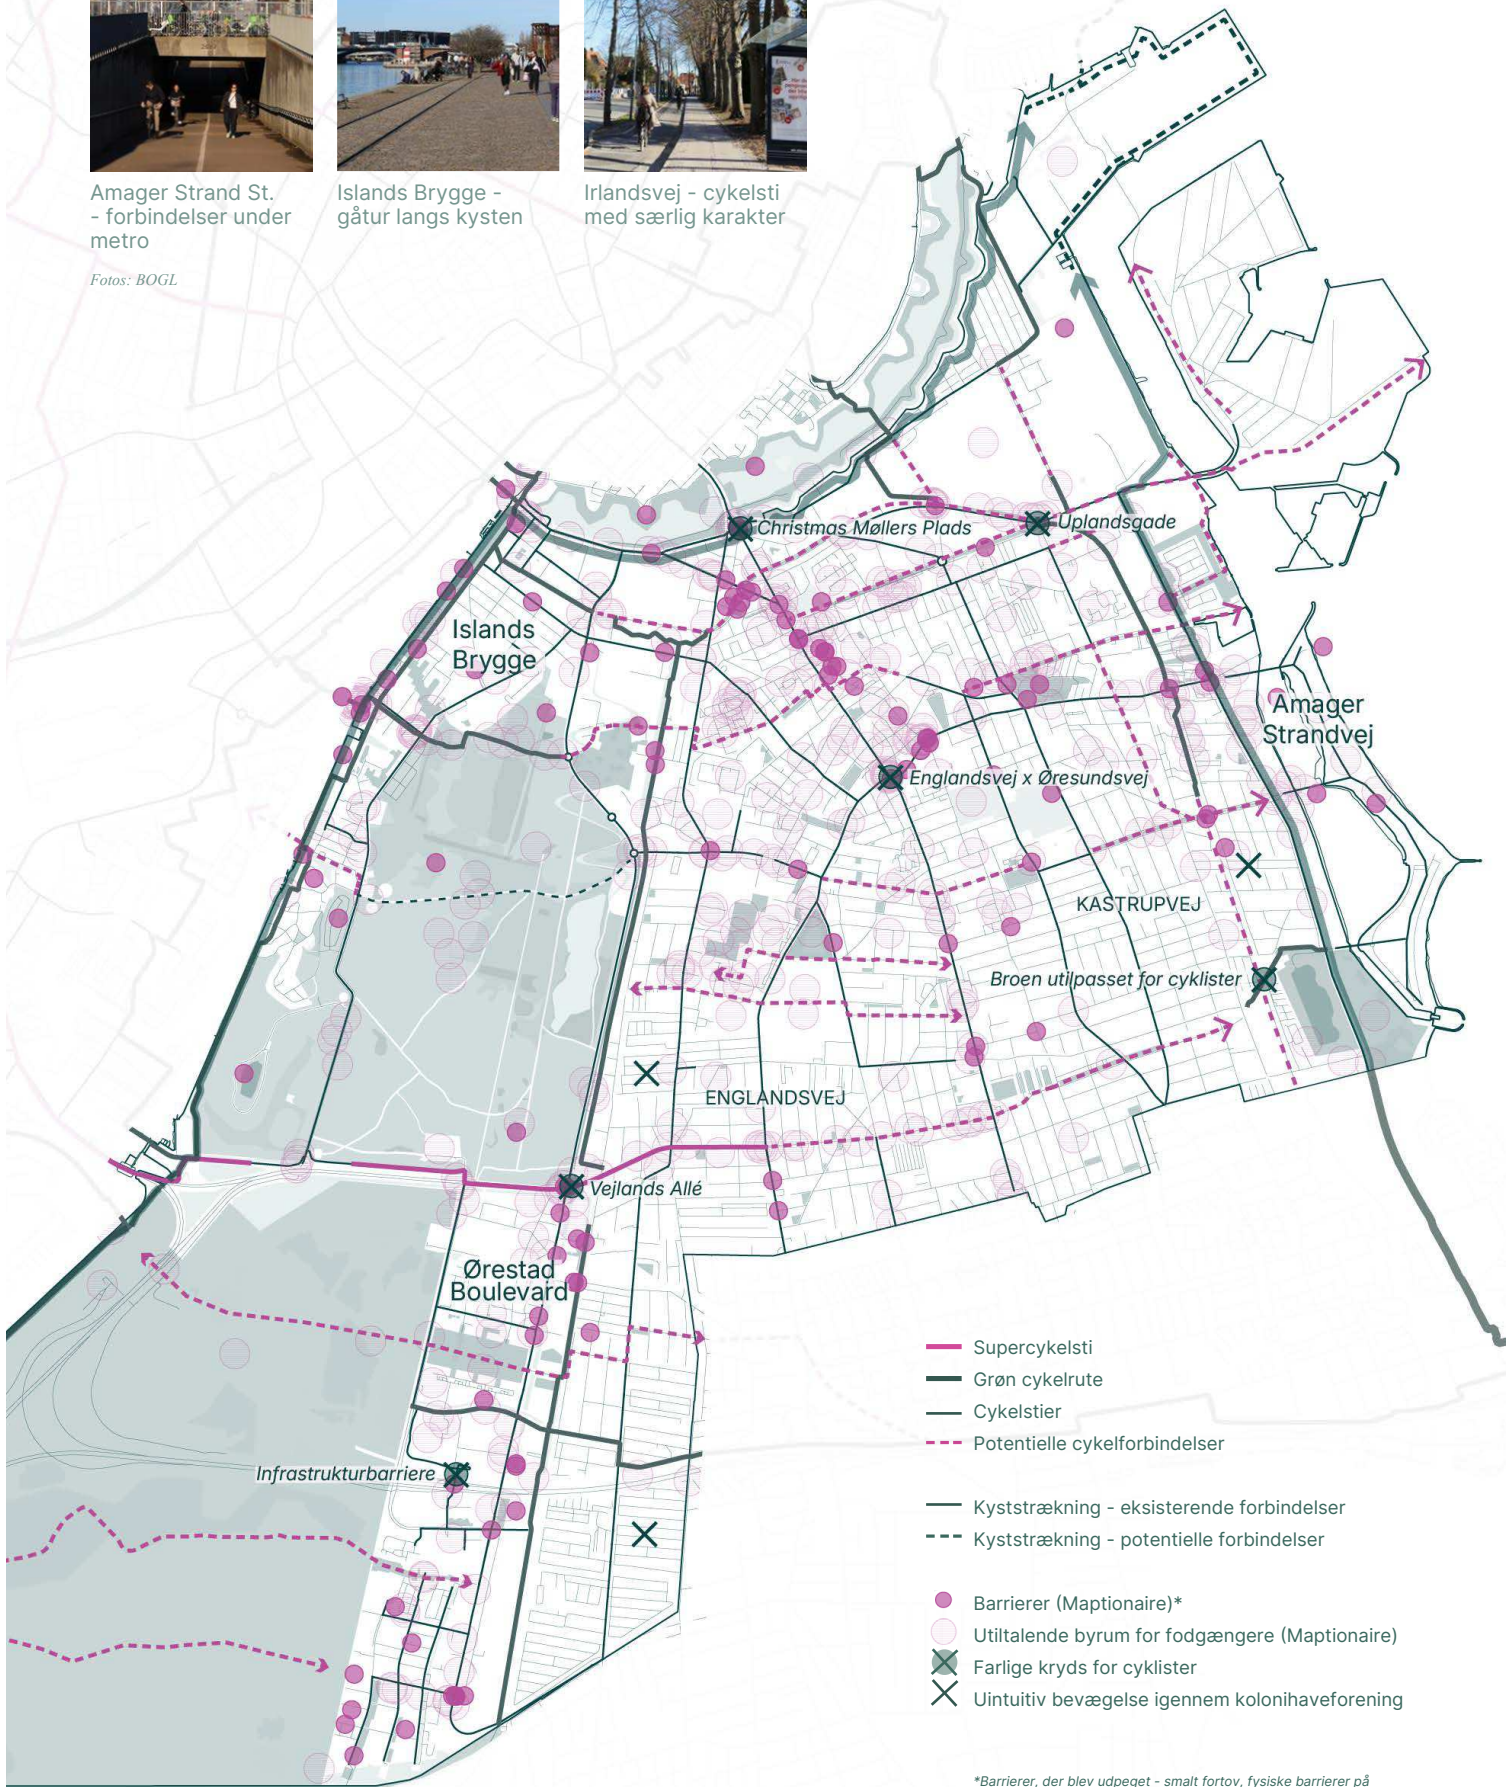 Amager Strand St.
- forbindelser under
metro
Islands Brygge -
gåtur langs kysten
Irlandsvej - cykelsti
med særlig karakter
Fotos: BOGL
Christmas Møllers Plads
Uplandsgade
Islands
Brygge
Amager
Strandvej
Englandsvej x Øresundsvej
KASTRUPVEJ
Broen utilpasset for cyklister
ENGLANDSVEJ
Vejlands Allé
Ørestad
Boulevard
Infrastrukturbarriere
Supercykelsti
Grøn cykelrute
Cykelstier
Potentielle cykelforbindelser
Kyststrækning - eksisterende forbindelser
Kyststrækning - potentielle forbindelser
Barrierer (Maptionaire)*
Utiltalende byrum for fodgængere (Maptionaire)
Farlige kryds for cyklister
Uintuitiv bevægelse igennem kolonihaveforening
*Barrierer, der blev udpeget - smalt fortov, fysiske barrierer på